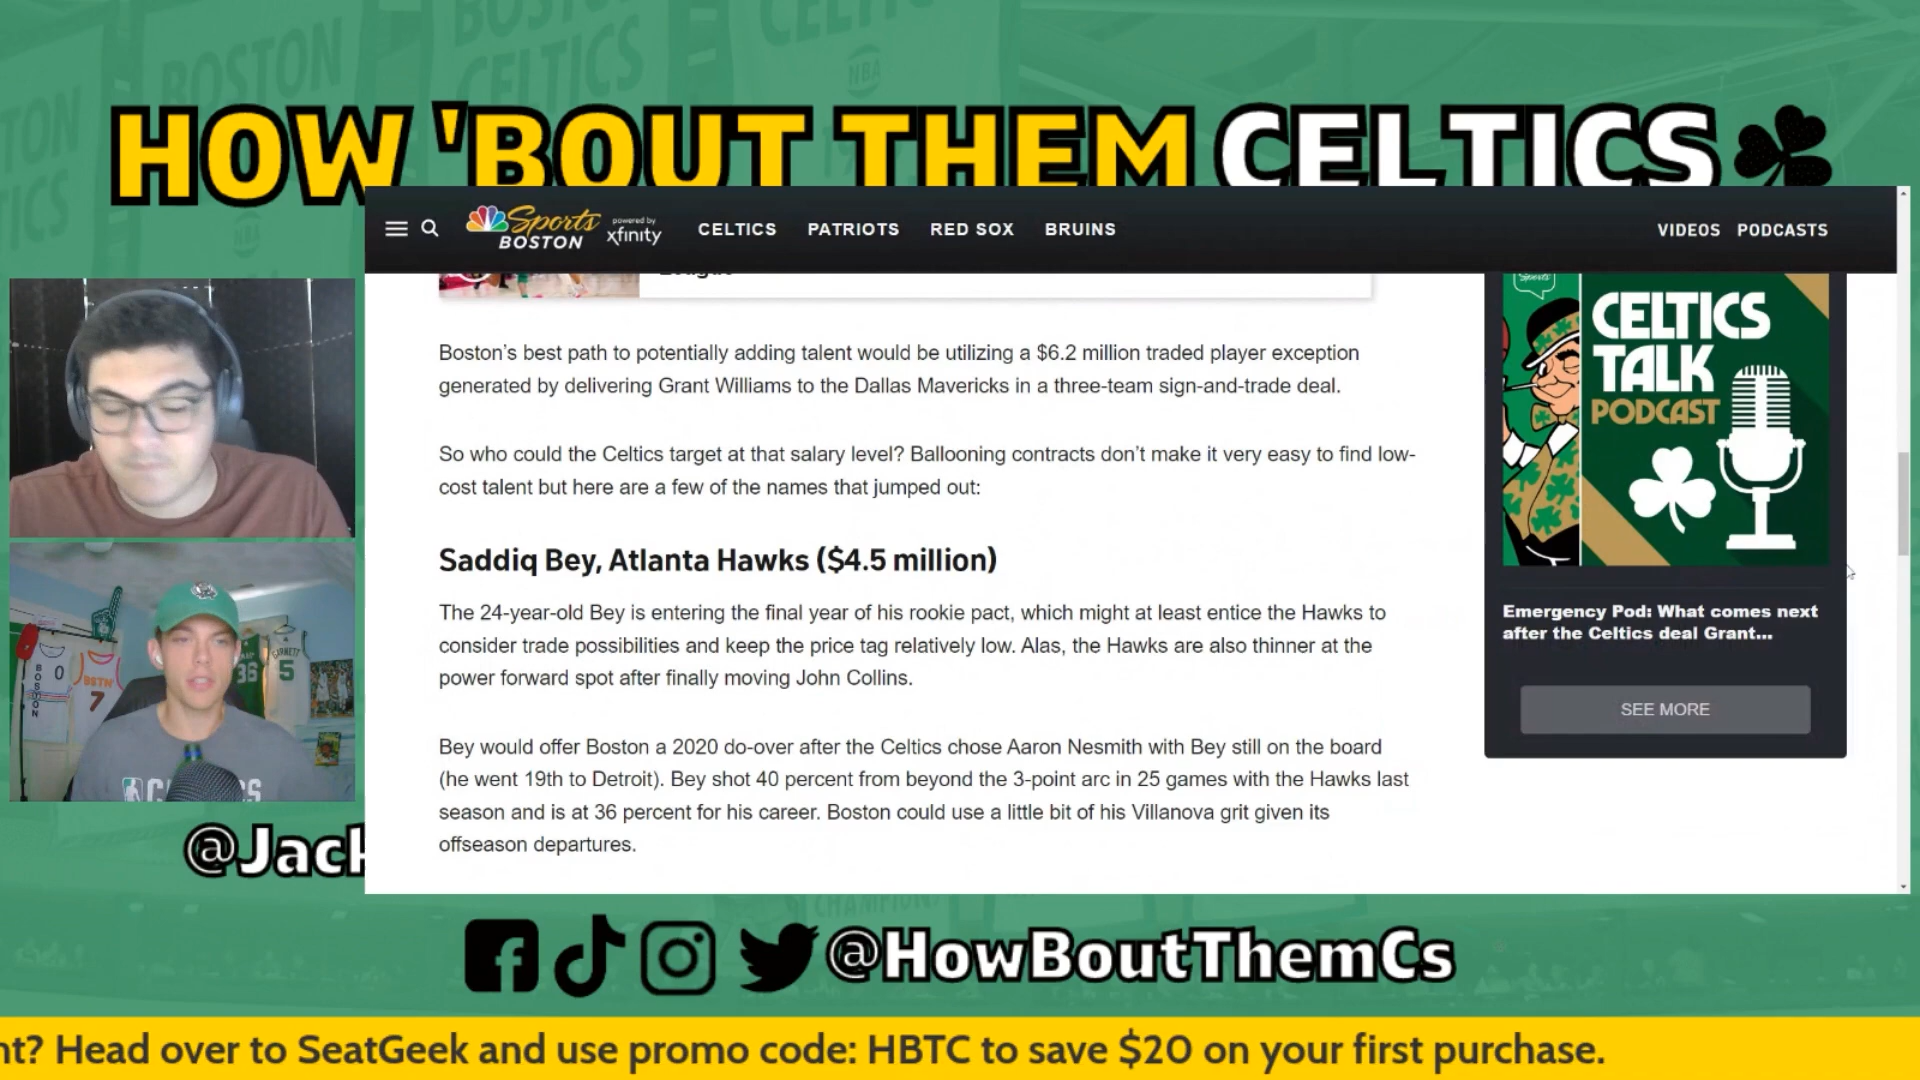 HOW 'BOUT THEM CELTICS
Sports BOSTON powered by xfinity CELTICS PATRIOTS RED SOX BRUINS VIDEOS PODCASTS
Boston's best path to potentially adding talent would be utilizing a $6.2 million traded player exception
generated by delivering Grant Williams to the Dallas Mavericks in a three-team sign-and-trade deal.
So who could the Celtics target at that salary level? Ballooning contracts don't make it very easy to find low-
cost talent but here are a few of the names that jumped out:
Saddiq Bey, Atlanta Hawks ($4.5 million)
The 24-year-old Bey is entering the final year of his rookie pact, which might at least entice the Hawks to
consider trade possibilities and keep the price tag relatively low. Alas, the Hawks are also thinner at the
power forward spot after finally moving John Collins.
Bey would offer Boston a 2020 do-over after the Celtics chose Aaron Nesmith with Bey still on the board
(he went 19th to Detroit). Bey shot 40 percent from beyond the 3-point arc in 25 games with the Hawks last
season and is at 36 percent for his career. Boston could use a little bit of his Villanova grit given its
offseason departures.
CELTICS
TALK
PODCAST
Emergency Pod: What comes next
after the Celtics deal Grant...
SEE MORE
BOSTON
0
BSTN
7
36
GARNETT
5
@Jack
@HowBoutThemCs
Head over to SeatGeek and use promo code: HBTC to save $20 on your first purchase.